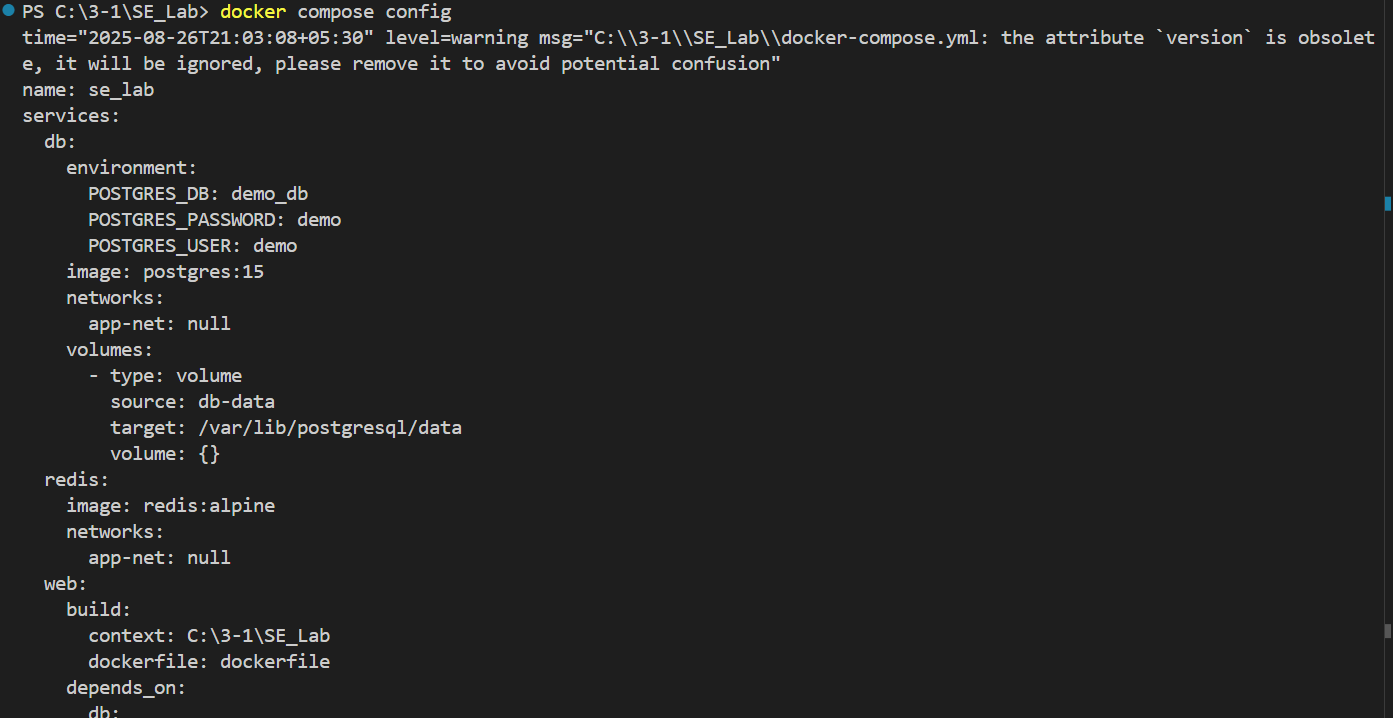 PS C:\3-1\SE_Lab> docker compose config
time="2025-08-26T21:03:08+05:30" level=warning msg="C:\\3-1\\SE_Lab\\docker-compose.yml: the attribute `version` is obsolet
e, it will be ignored, please remove it to avoid potential confusion"
name: se_lab
services:
  db:
    environment:
      POSTGRES_DB: demo_db
      POSTGRES_PASSWORD: demo
      POSTGRES_USER: demo
    image: postgres:15
    networks:
      app-net: null
    volumes:
      - type: volume
        source: db-data
        target: /var/lib/postgresql/data
        volume: {}
  redis:
    image: redis:alpine
    networks:
      app-net: null
  web:
    build:
      context: C:\3-1\SE_Lab
      dockerfile: dockerfile
    depends_on:
      db: